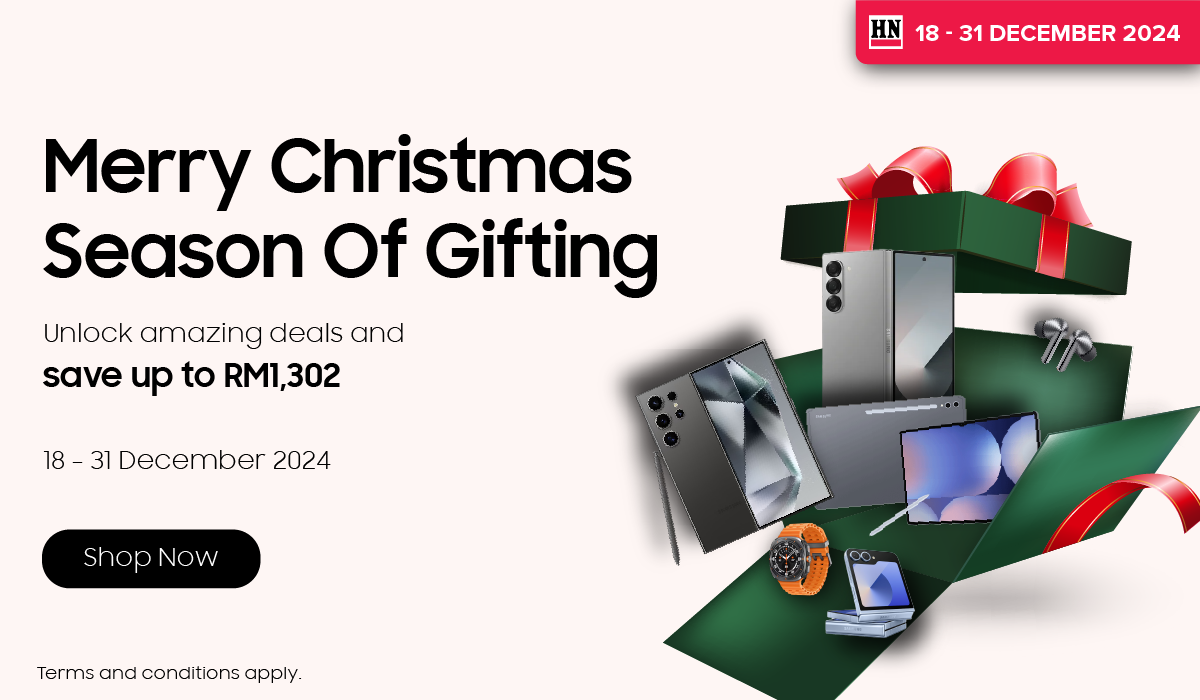 HN 18 - 31 DECEMBER 2024
Merry Christmas
Season Of Gifting
Unlock amazing deals and
save up to RM1,302
18 – 31 December 2024
Shop Now
Terms and conditions apply.